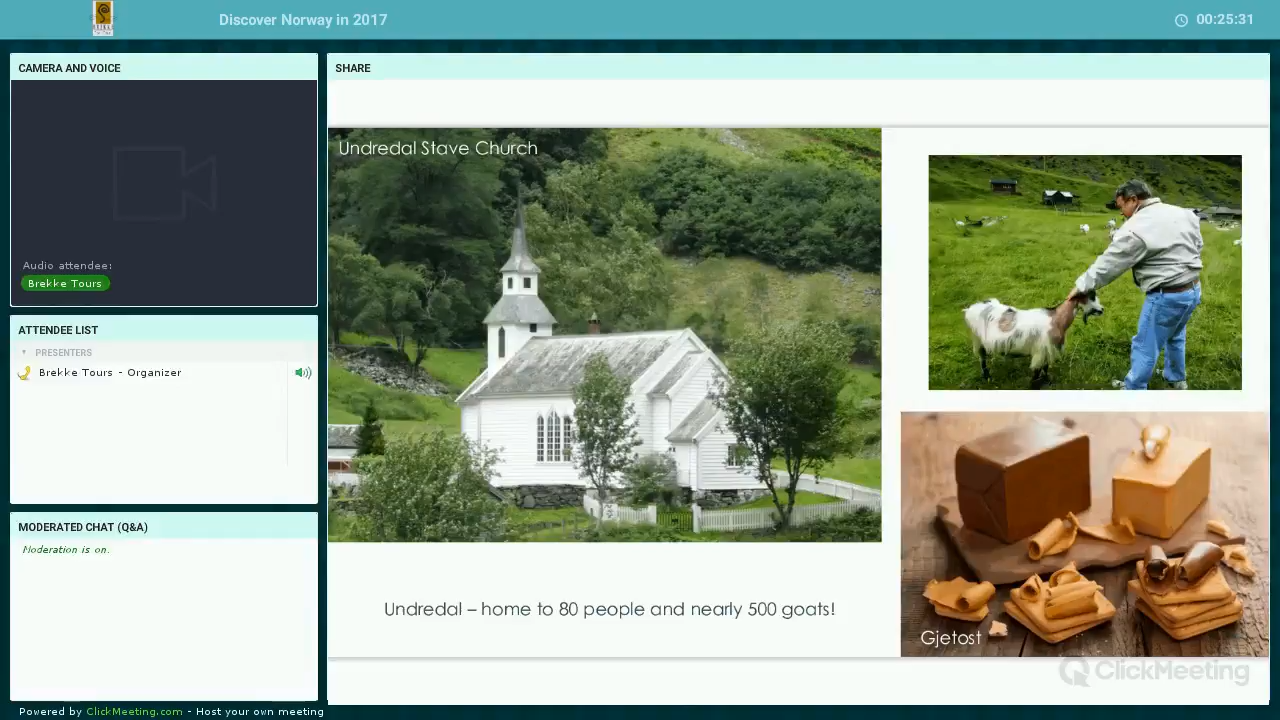 Discover Norway in 2017
00:25:31
CAMERA AND VOICE
Audio attendee:
Brekke Tours
ATTENDEE LIST
PRESENTERS
Brekke Tours - Organizer
MODERATED CHAT (Q&A)
Moderation is on.
Powered by ClickMeeting.com - Host your own meeting
SHARE
Undredal Stave Church
Undredal – home to 80 people and nearly 500 goats!
Gjetost
ClickMeeting